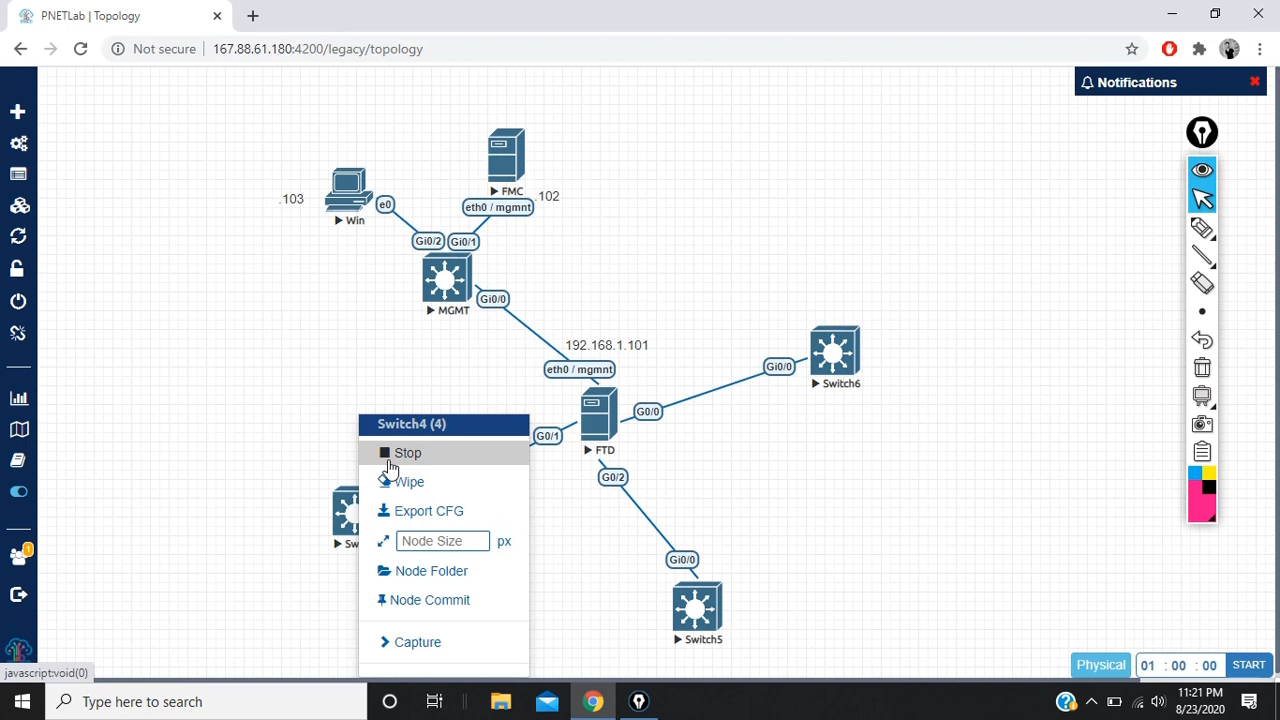 PNETLab | Topology
Not secure
167.88.61.180:4200/legacy/topology
Notifications
FMC
.102
eth0 / mgmnt
.103
e0
Win
Gi0/2
Gi0/1
MGMT
Gi0/0
192.168.1.101
eth0 / mgmnt
Gi0/0
Switch6
G0/0
FTD
G0/1
G0/2
Switch4 (4)
Stop
Wipe
Export CFG
Node Size
px
Node Folder
Node Commit
Capture
Sw
Gi0/0
Switch5
1
javascript:void(0)
Physical
01 : 00 : 00
START
Type here to search
11:21 PM
8/23/2020